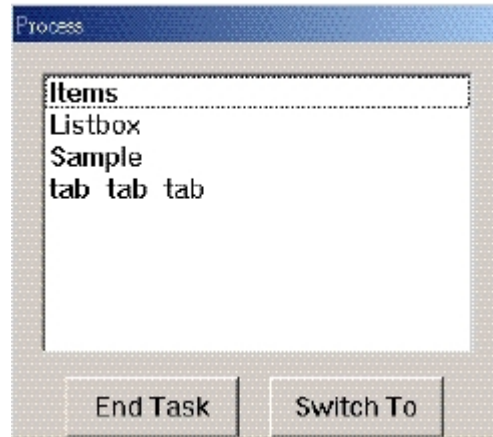 Process
Items
Listbox
Sample
tab tab tab
End Task
Switch To